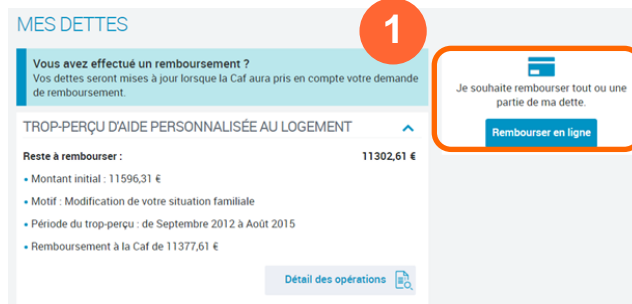 MES DETTES
1
Vous avez effectué un remboursement ?
Vos dettes seront mises à jour lorsque la Caf aura pris en compte votre demande
de remboursement.
Je souhaite rembourser tout ou une
partie de ma dette.
Rembourser en ligne
TROP-PERÇU D'AIDE PERSONNALISÉE AU LOGEMENT
Reste à rembourser : 11302,61 €
• Montant initial : 11596,31 €
• Motif : Modification de votre situation familiale
• Période du trop-perçu : de Septembre 2012 à Août 2015
• Remboursement à la Caf de 11377,61 €
Détail des opérations